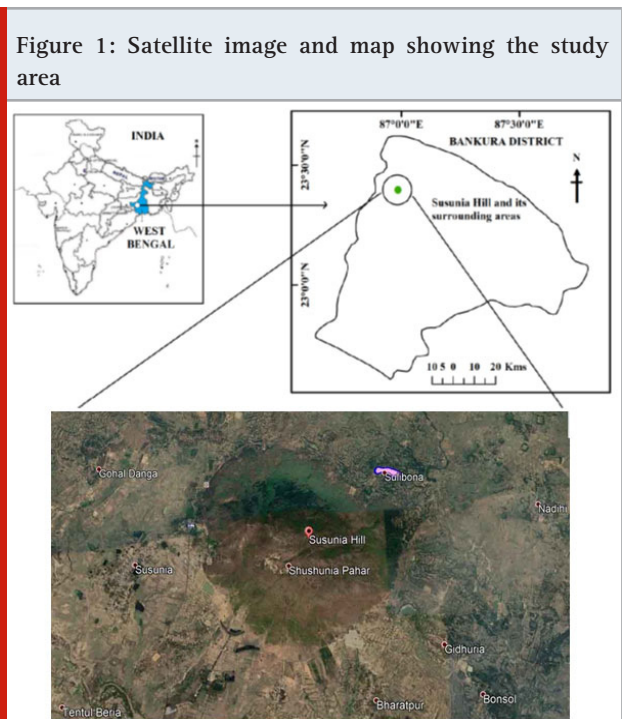 Figure 1: Satellite image and map showing the study
area
INDIA
WEST
BENGAL
87°0'0"E
87°30'0"E
BANKURA DISTRICT
N
23°30'0"N
Susunia Hill and its
surrounding areas
23°0'0"N
10 5 0 10 20 Kms
Gohal Danga
Sulibona
Nadihi
Susunia Hill
Susunia
Shushunia Pahar
Gidhuria
Bharatpur
Bonsol
Tentul Beria